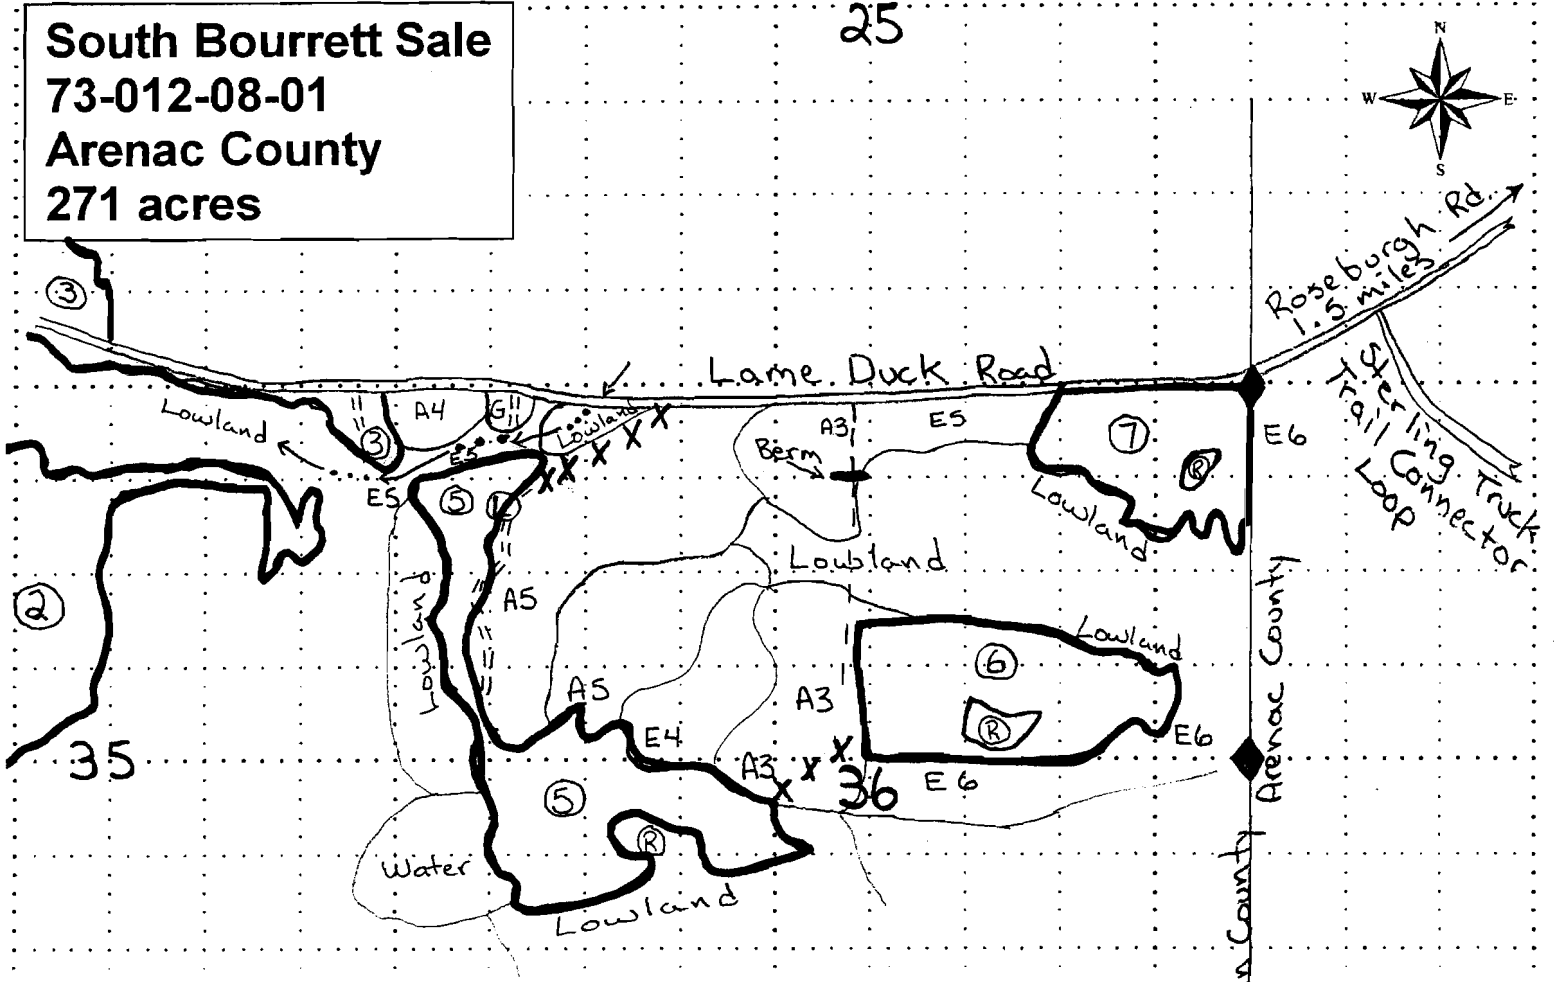 South Bourrett Sale
73-012-08-01
Arenac County
271 acres
25
N
W
E
S
Roseburgh Rd.
1.5 miles
Sterling Truck
Trail Connector
Loop
3
Lame Duck Road
Lowland
A4
G
Lowland
3
E5
E5
A3
E5
Berm
7
R
E6
Lowland
5
L
Lowland
Lowland
A5
2
Lowland
6
A5
A3
R
E6
E4
35
A3
36
E6
5
R
Water
Lowland
Arenac County
n County
X X X X X
X X X